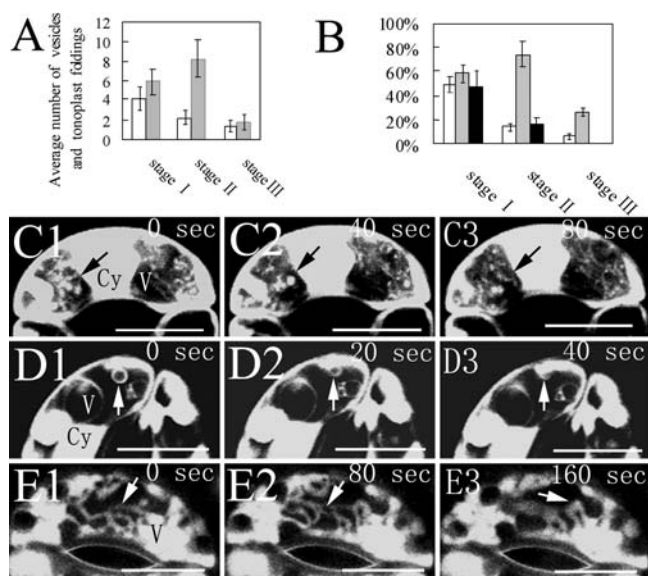 A
Average number of vesicles
and tonoplast foldings
12
10
8
6
4
2
0
stage I
stage II
stage III
B
100%
80%
60%
40%
20%
0%
stage I
stage II
stage III
C1
0 sec
Cy
V
C2
40 sec
C3
80 sec
D1
0 sec
V
Cy
D2
20 sec
D3
40 sec
E1
0 sec
V
E2
80 sec
E3
160 sec